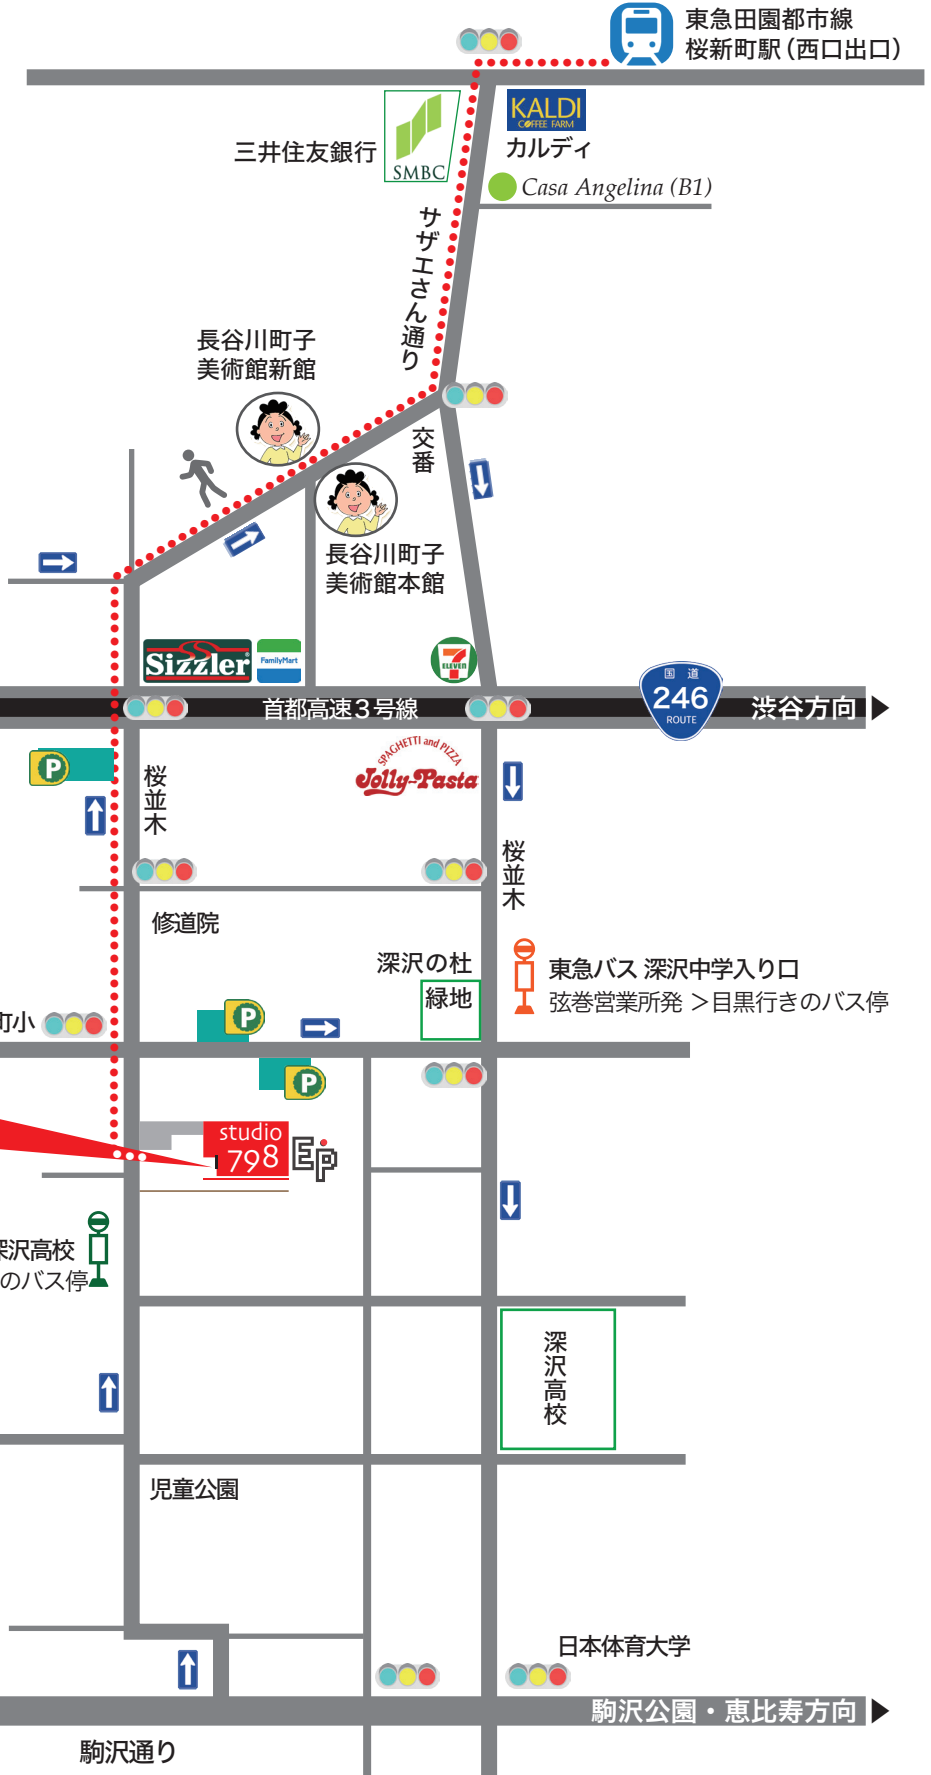 東急田園都市線
桜新町駅（西口出口）
KALDI
COFFEE FARM
カルディ
三井住友銀行
SMBC
Casa Angelina (B1)
サザエさん通り
長谷川町子
美術館新館
交番
長谷川町子
美術館本館
Sizzler
FamilyMart
7
ELEVEN
首都高速３号線
国道
246
ROUTE
渋谷方向
P
桜並木
SPAGHETTI and PIZZA
Jolly-Pasta
桜並木
修道院
深沢の杜
緑地
東急バス 深沢中学入り口
弦巻営業所発 ＞目黒行きのバス停
町小
P
P
studio
798
Ep
深沢高校
のバス停
深沢高校
児童公園
日本体育大学
駒沢公園・恵比寿方向
駒沢通り